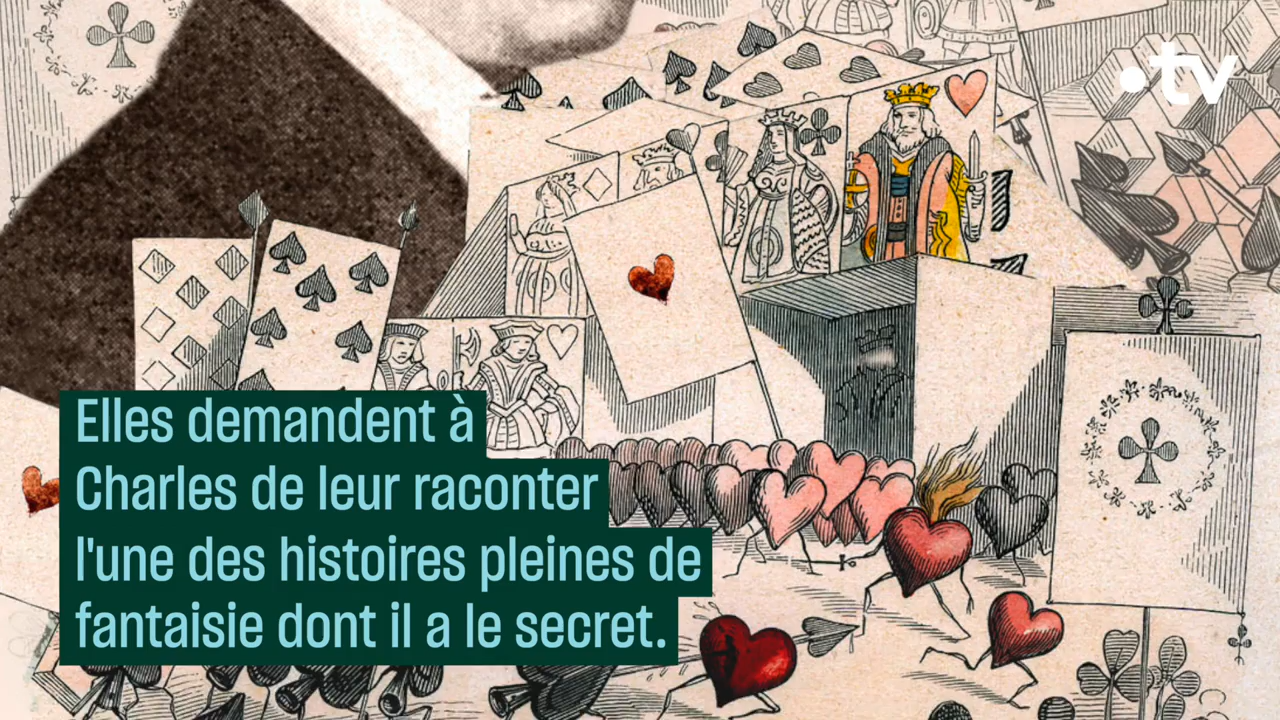 •tv
Elles demandent à
Charles de leur raconter
l'une des histoires pleines de
fantaisie dont il a le secret.